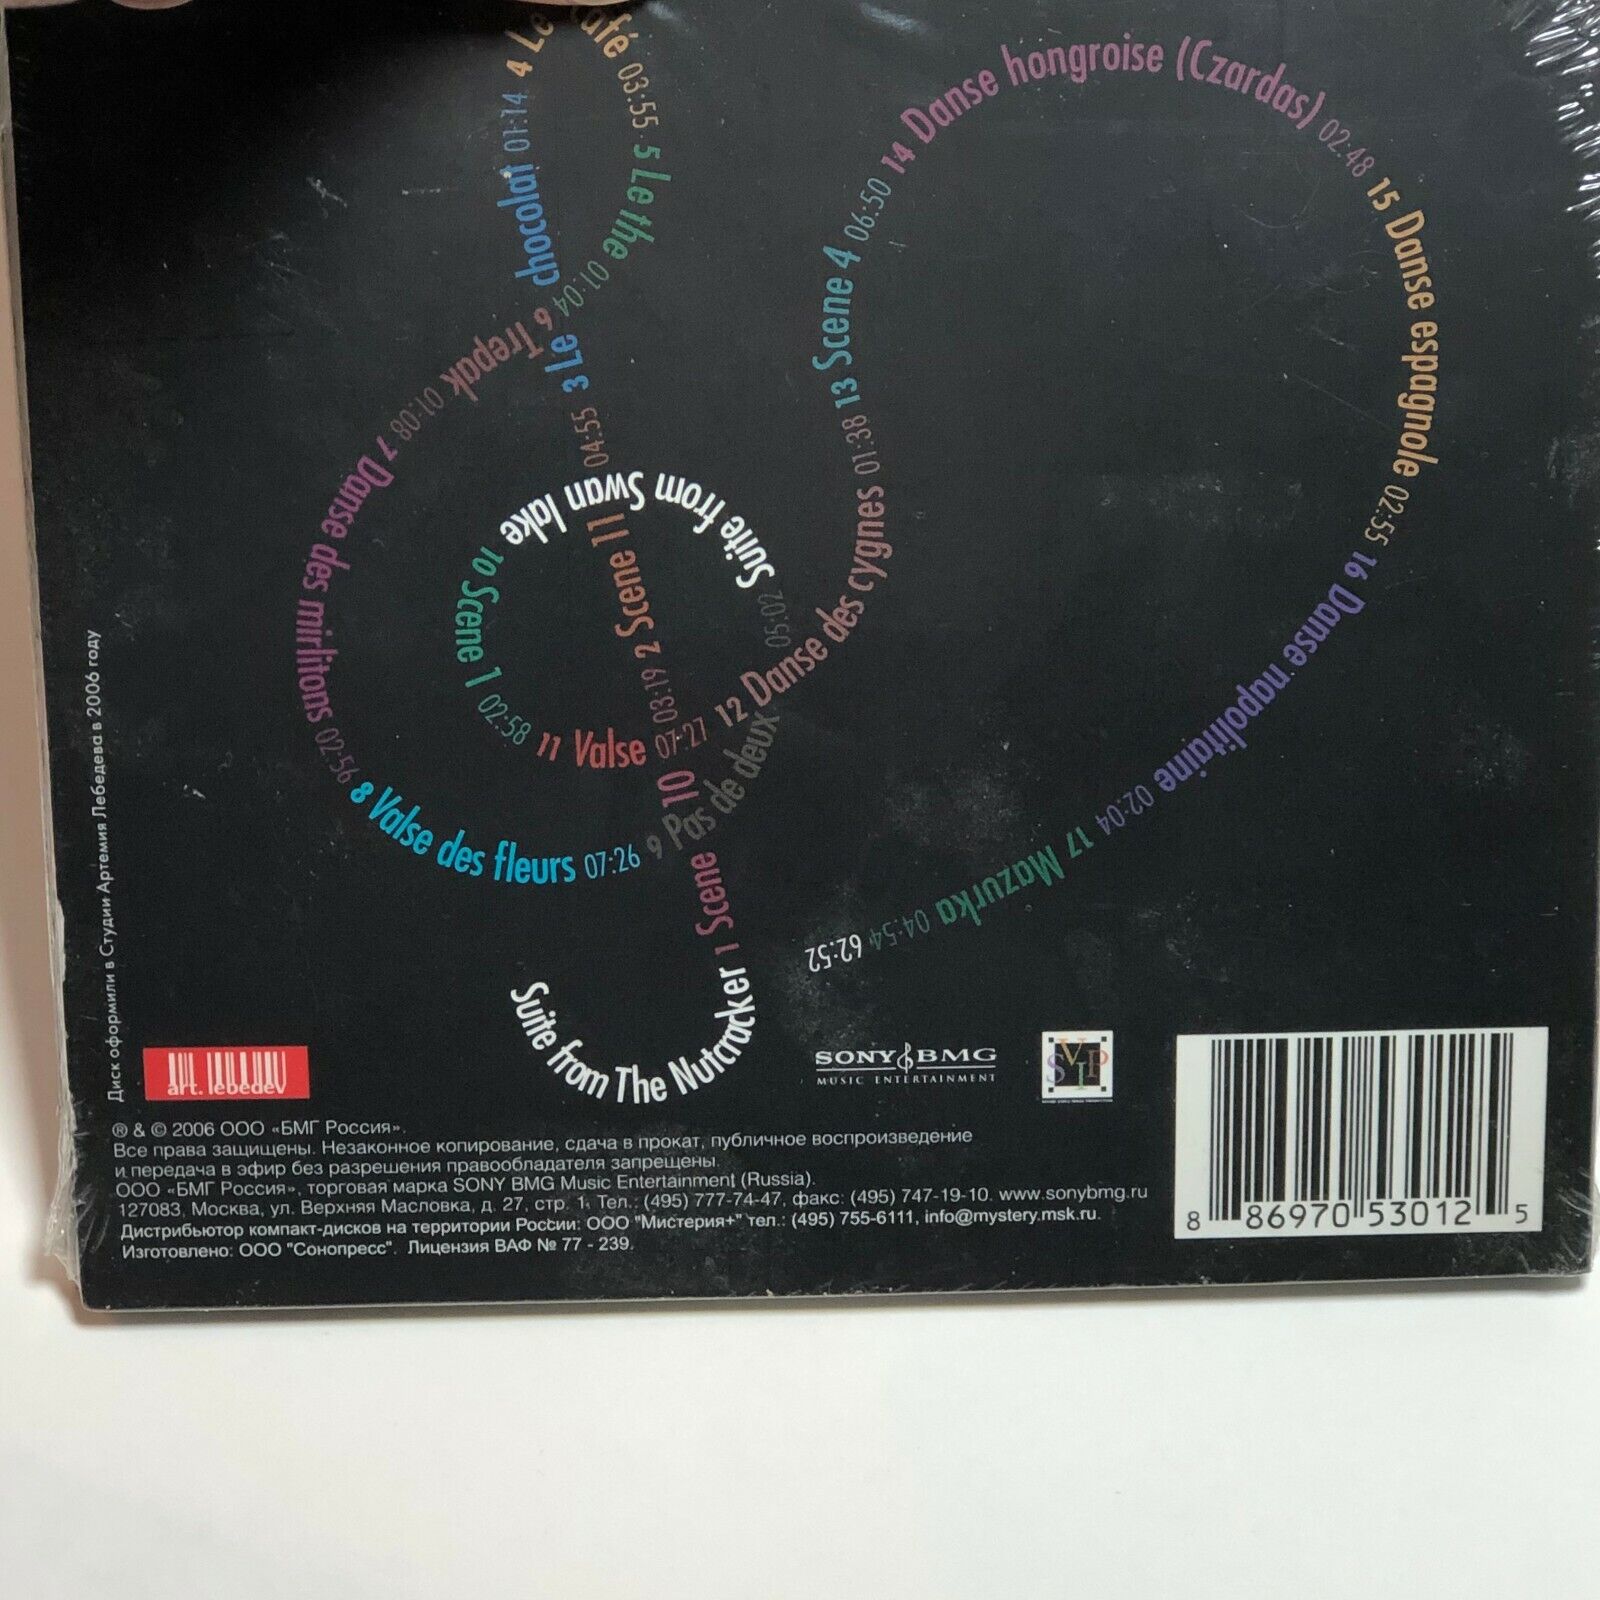 Suite from The Nutcracker
1 Scene 10 03:19
2 Scene 11 04:55
3 Le chocolat 01:14
4 Le café 03:55
5 Le the 01:04
6 Trepak 01:08
7 Danse des mirlitons 02:56
8 Valse des fleurs 07:26
9 Pas de deux 05:02
Suite from Swan lake
10 Scene 1 02:58
11 Valse 07:27
12 Danse des cygnes 01:38
13 Scene 4 06:50
14 Danse hongroise (Czardas) 02:48
15 Danse espagnole 02:55
16 Danse napolitaine 02:04
17 Mazurka 04:54
62:52
Диск оформили в Студии Артемия Лебедева в 2006 году
art. lebedev
SONY BMG
MUSIC ENTERTAINMENT
SVIP
8 86970 53012 5
℗ & © 2006 ООО «БМГ Россия».
Все права защищены. Незаконное копирование, сдача в прокат, публичное воспроизведение
и передача в эфир без разрешения правообладателя запрещены.
ООО «БМГ Россия», торговая марка SONY BMG Music Entertainment (Russia).
127083, Москва, ул. Верхняя Масловка, д. 27, стр. 1. Тел.: (495) 777-74-47, факс: (495) 747-19-10. www.sonybmg.ru
Дистрибьютор компакт-дисков на территории России: ООО "Мистерия+" тел.: (495) 755-6111, info@mystery.msk.ru.
Изготовлено: ООО "Сонопресс". Лицензия ВАФ № 77 - 239.